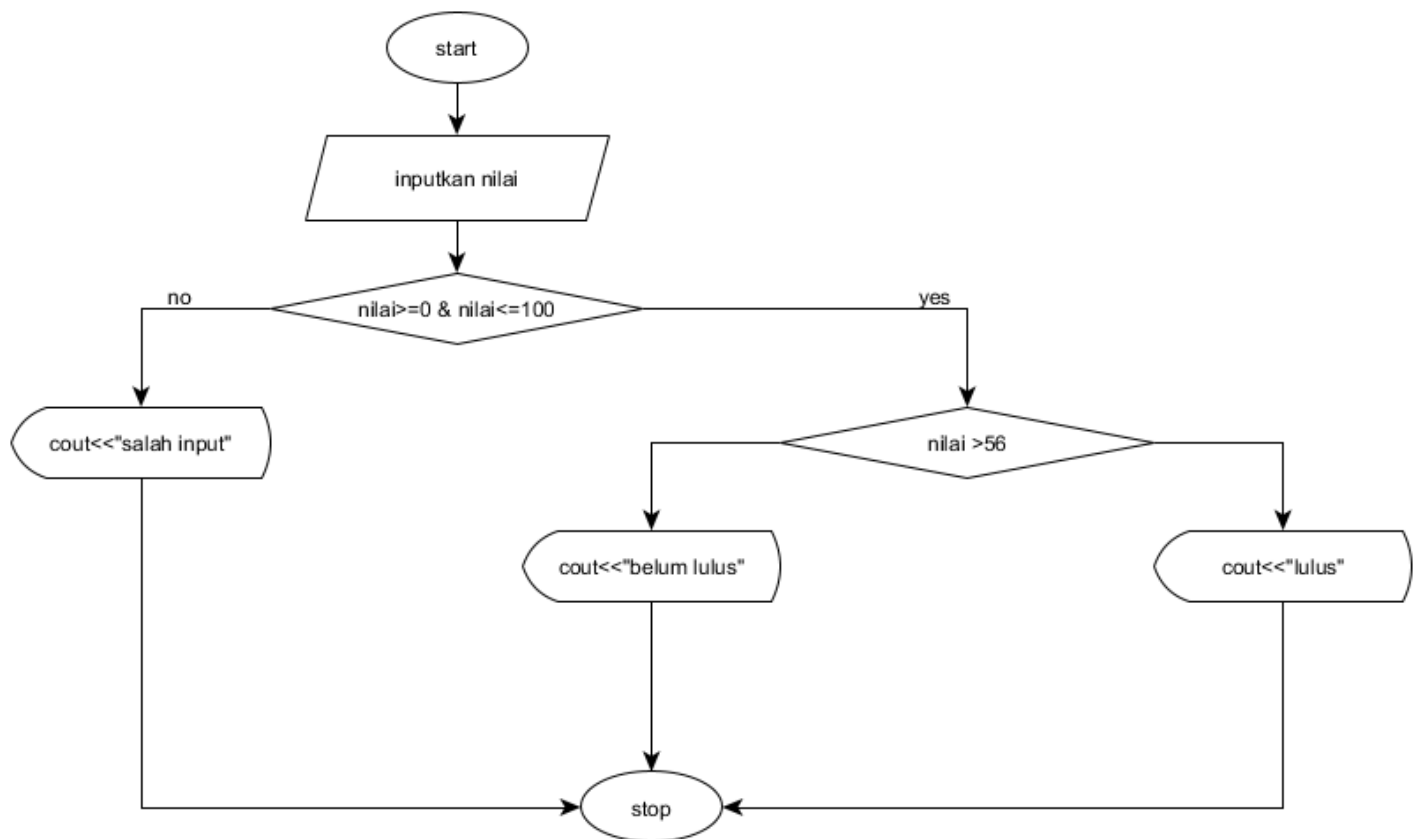 start
inputkan nilai
no
nilai>=0 & nilai<=100
yes
cout<<"salah input"
nilai >56
cout<<"belum lulus"
cout<<"lulus"
stop